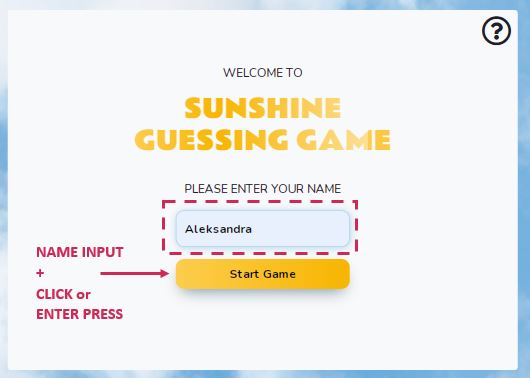 ?
WELCOME TO
SUNSHINE
GUESSING GAME
PLEASE ENTER YOUR NAME
Aleksandra
NAME INPUT
+
CLICK or
ENTER PRESS
Start Game